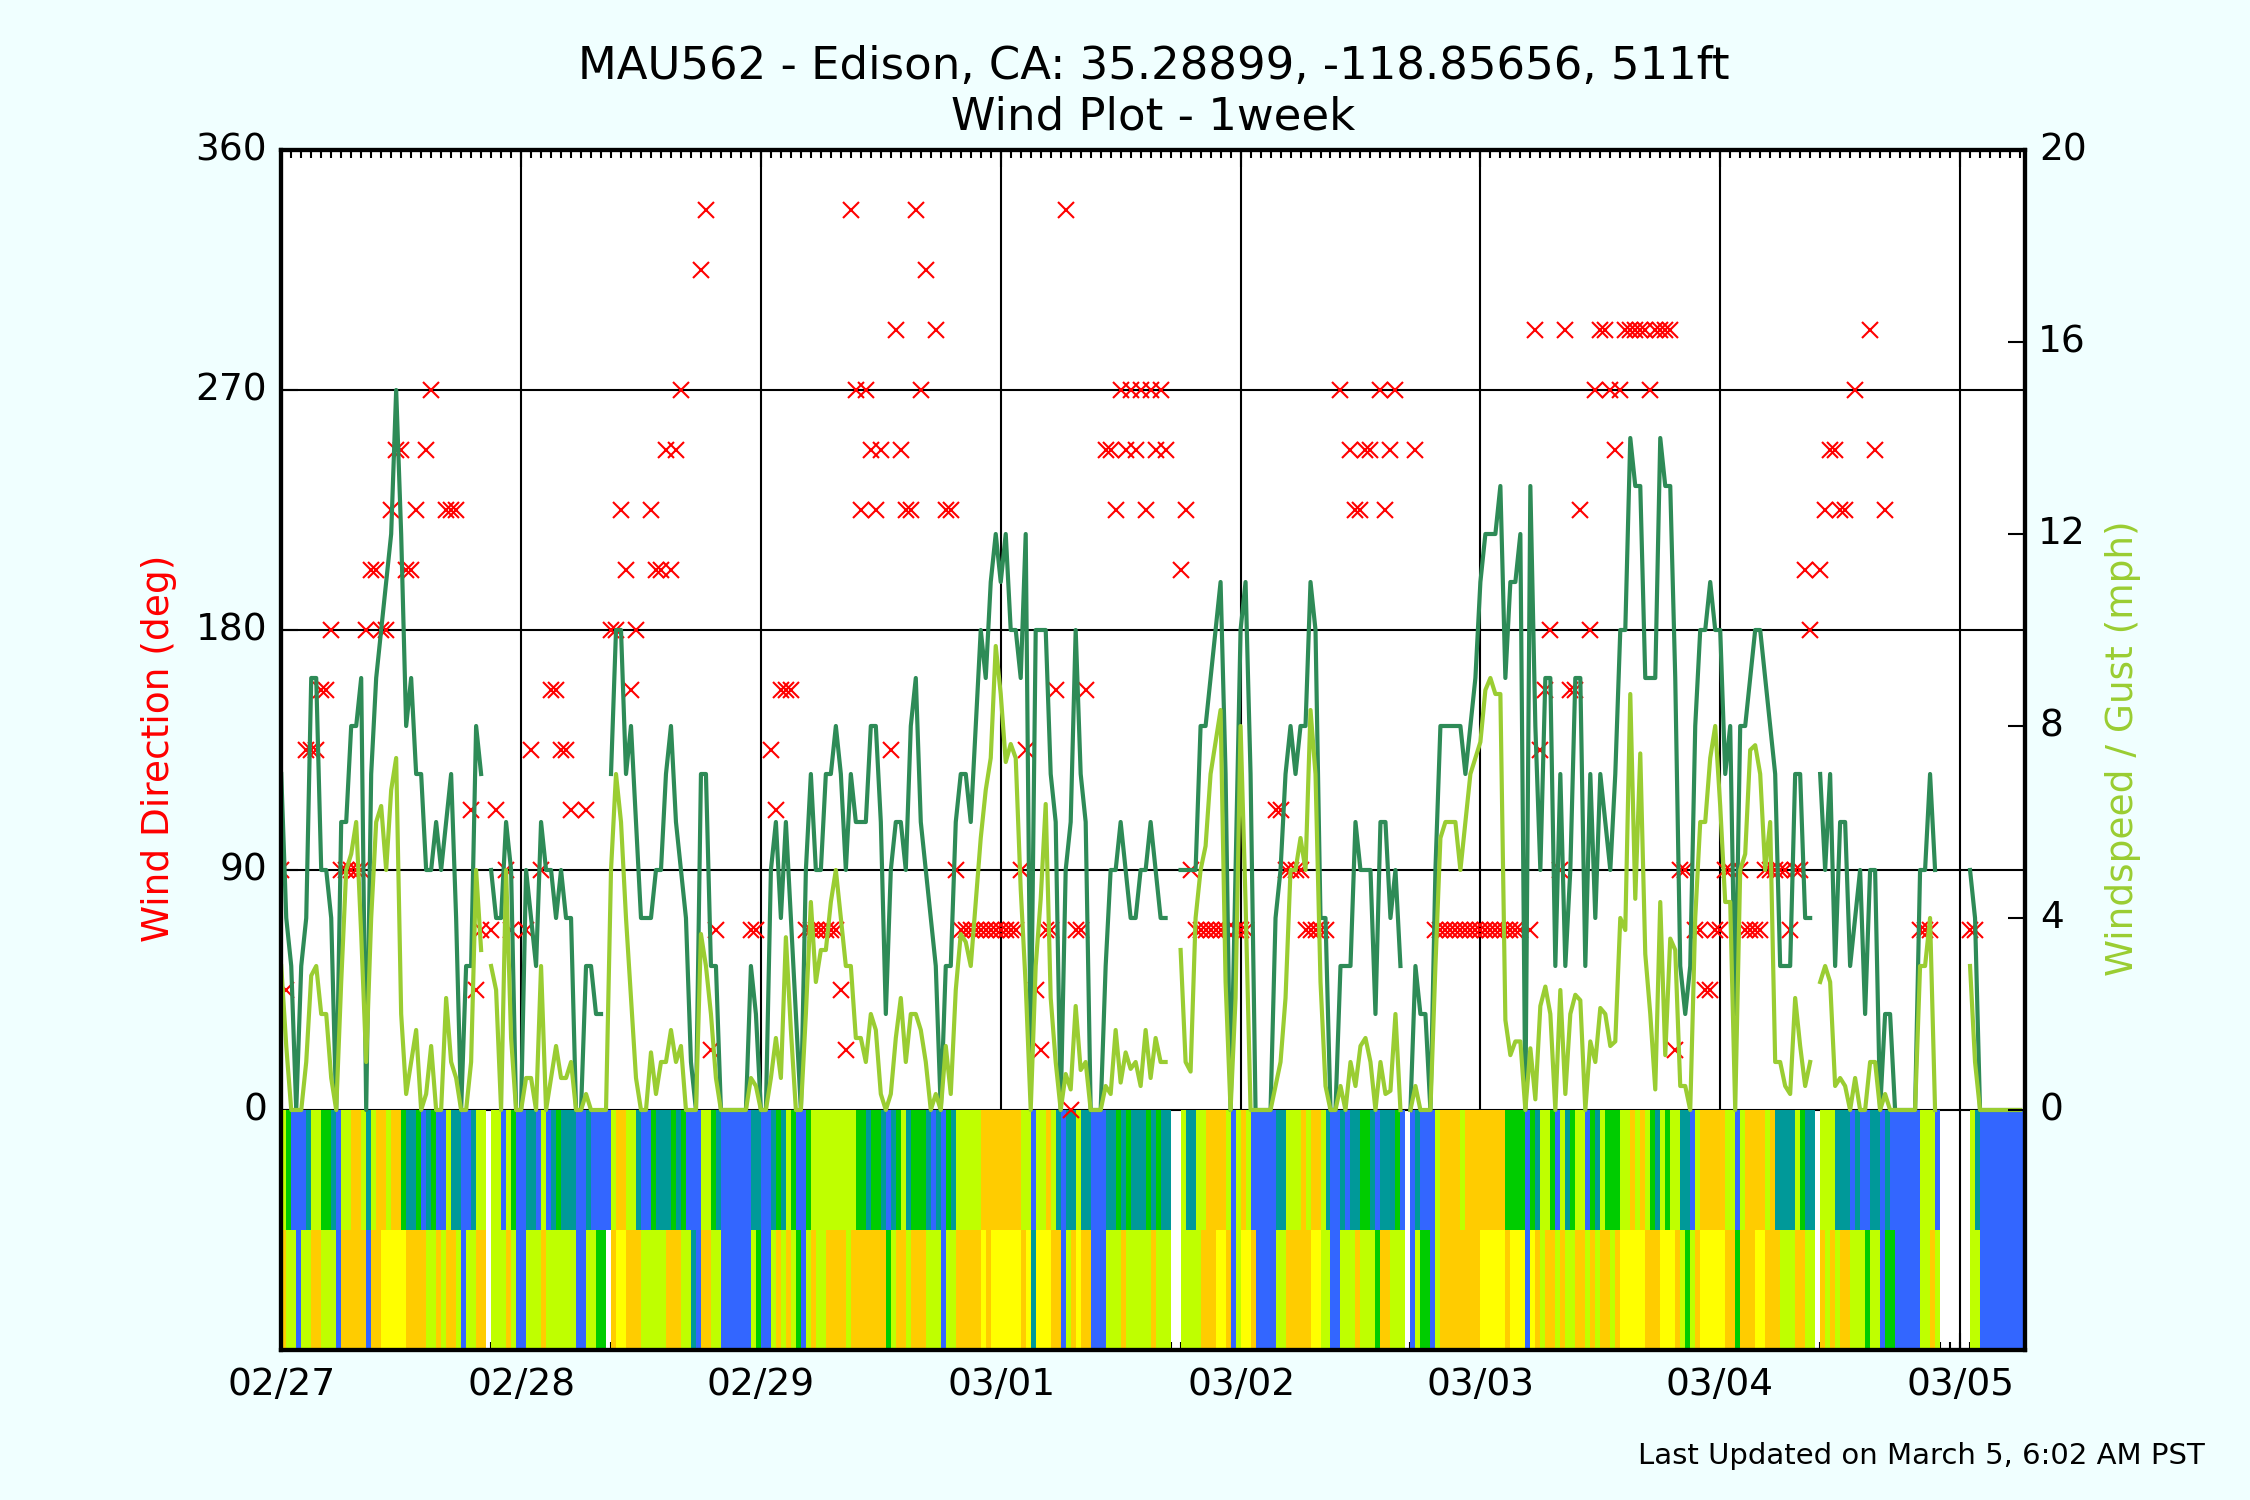 MAU562 - Edison, CA: 35.28899, -118.85656, 511ft
Wind Plot - 1week
360
270
180
90
0
Wind Direction (deg)
20
16
12
8
4
0
Windspeed / Gust (mph)
02/27 02/28 02/29 03/01 03/02 03/03 03/04 03/05
Last Updated on March 5, 6:02 AM PST